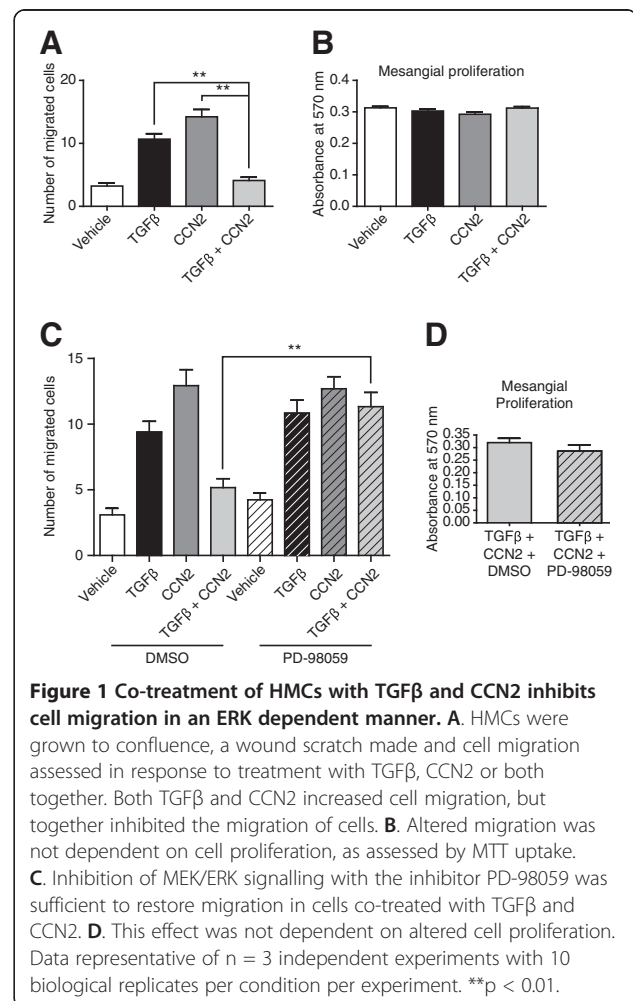 A
Number of migrated cells
20
10
0
**
**
Vehicle
TGFβ
CCN2
TGFβ + CCN2
B
Mesangial proliferation
Absorbance at 570 nm
0.4
0.3
0.2
0.1
0.0
Vehicle
TGFβ
CCN2
TGFβ + CCN2
C
Number of migrated cells
15
10
5
0
**
Vehicle
TGFβ
CCN2
TGFβ + CCN2
Vehicle
TGFβ
CCN2
TGFβ + CCN2
DMSO
PD-98059
D
Mesangial
Proliferation
Absorbance at 570 nm
0.35
0.30
0.25
0.20
0.15
0.10
0.05
0.00
TGFβ +
CCN2 +
DMSO
TGFβ +
CCN2 +
PD-98059
Figure 1 Co-treatment of HMCs with TGFβ and CCN2 inhibits
cell migration in an ERK dependent manner. A. HMCs were
grown to confluence, a wound scratch made and cell migration
assessed in response to treatment with TGFβ, CCN2 or both
together. Both TGFβ and CCN2 increased cell migration, but
together inhibited the migration of cells. B. Altered migration was
not dependent on cell proliferation, as assessed by MTT uptake.
C. Inhibition of MEK/ERK signalling with the inhibitor PD-98059 was
sufficient to restore migration in cells co-treated with TGFβ and
CCN2. D. This effect was not dependent on altered cell proliferation.
Data representative of n = 3 independent experiments with 10
biological replicates per condition per experiment. **p < 0.01.